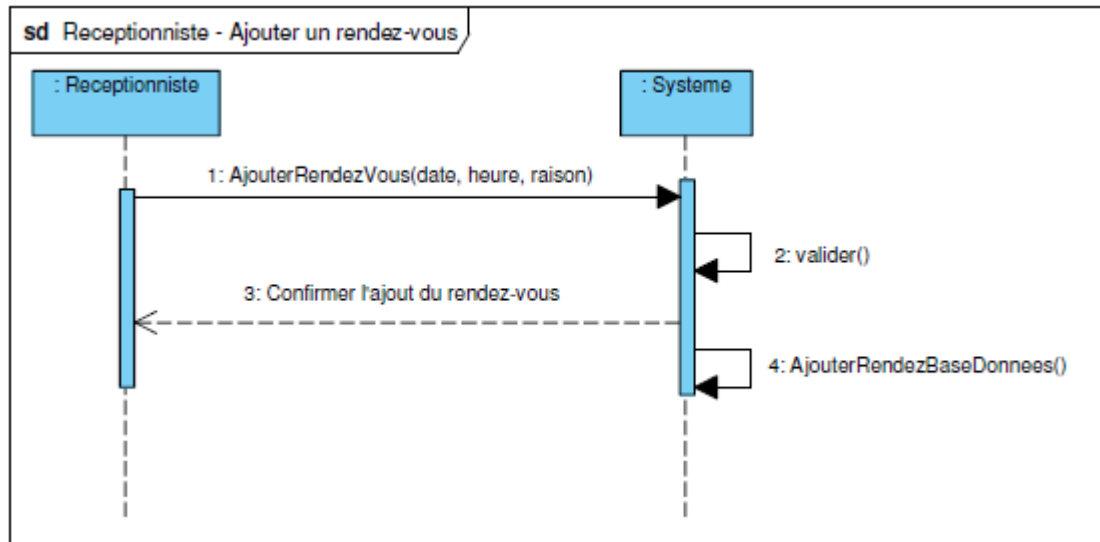 sd Receptionniste - Ajouter un rendez-vous
: Receptionniste
: Systeme
1: AjouterRendezVous(date, heure, raison)
2: valider()
3: Confirmer l'ajout du rendez-vous
4: AjouterRendezBaseDonnees()